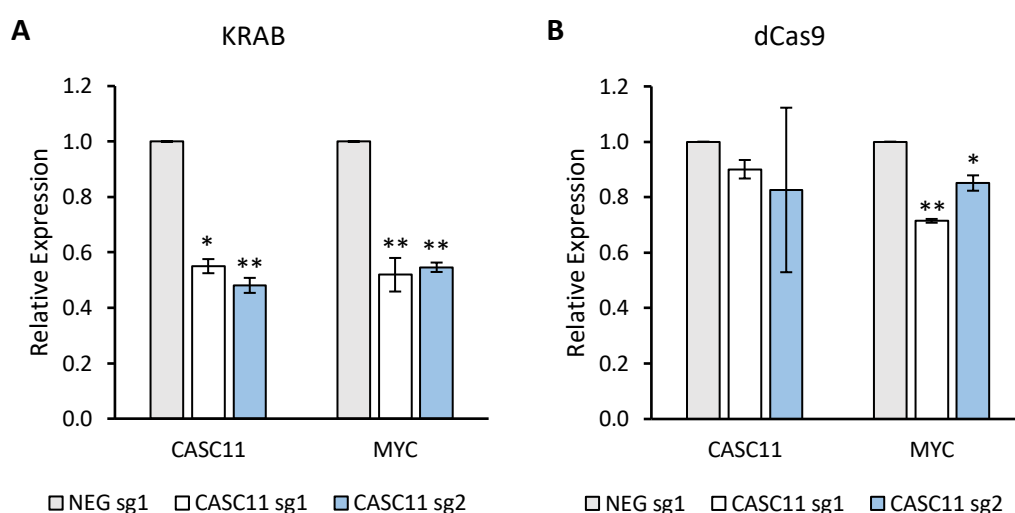 A
KRAB
Relative Expression
1.2
1.0
0.8
0.6
0.4
0.2
0.0
*
**
**
**
CASC11
MYC
NEG sg1
CASC11 sg1
CASC11 sg2
B
dCas9
Relative Expression
1.2
1.0
0.8
0.6
0.4
0.2
0.0
**
*
CASC11
MYC
NEG sg1
CASC11 sg1
CASC11 sg2